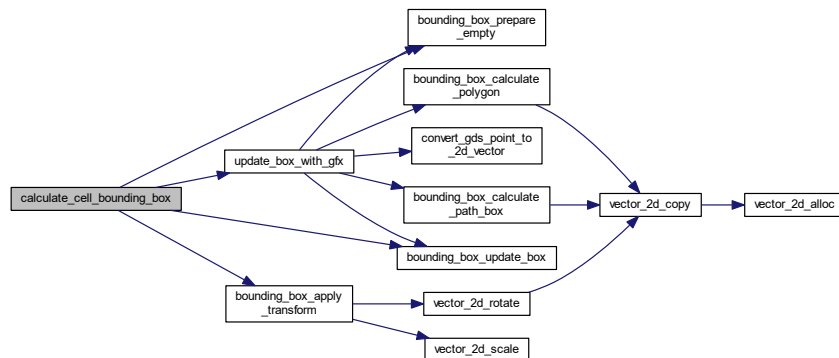 bounding_box_prepare
_empty
bounding_box_calculate
_polygon
convert_gds_point_to
_2d_vector
update_box_with_gfx
calculate_cell_bounding_box
bounding_box_calculate
_path_box
vector_2d_copy
vector_2d_alloc
bounding_box_update_box
bounding_box_apply
_transform
vector_2d_rotate
vector_2d_scale